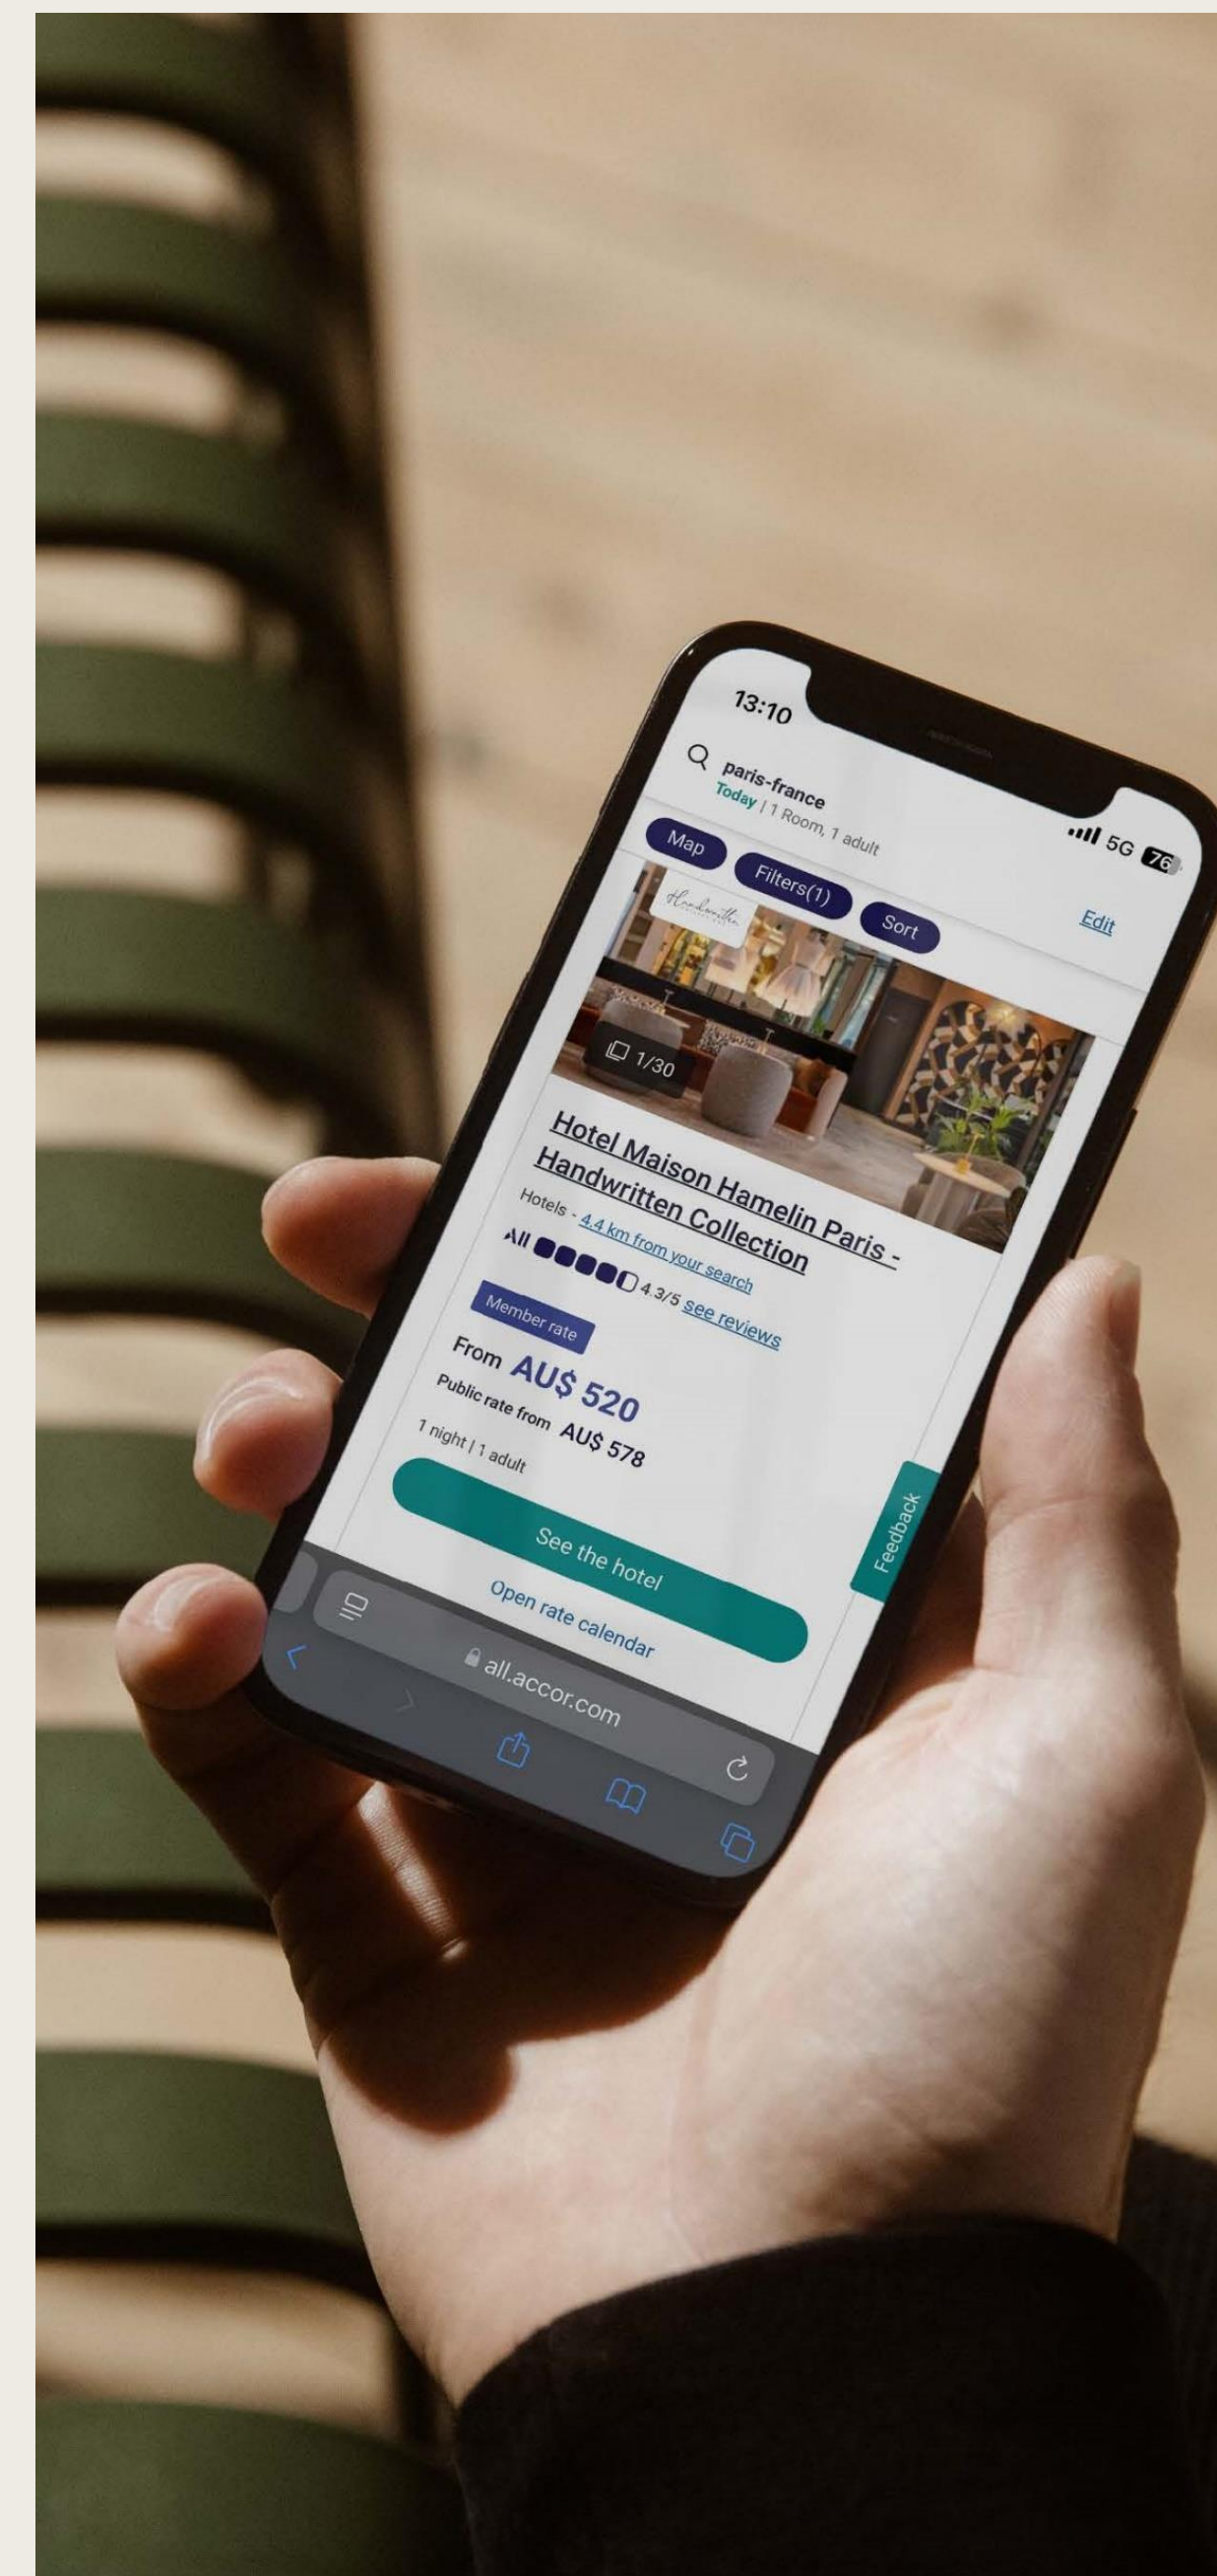 13:10
5G 76
paris-france
Today | 1 Room, 1 adult
Edit
Map
Filters(1)
Sort
Handwritten
1/30
Hotel Maison Hamelin Paris -
Handwritten Collection
Hotels - 4.4 km from your search
All 4.3/5 see reviews
Member rate
From AU$ 520
Public rate from AU$ 578
1 night | 1 adult
See the hotel
Feedback
Open rate calendar
all.accor.com